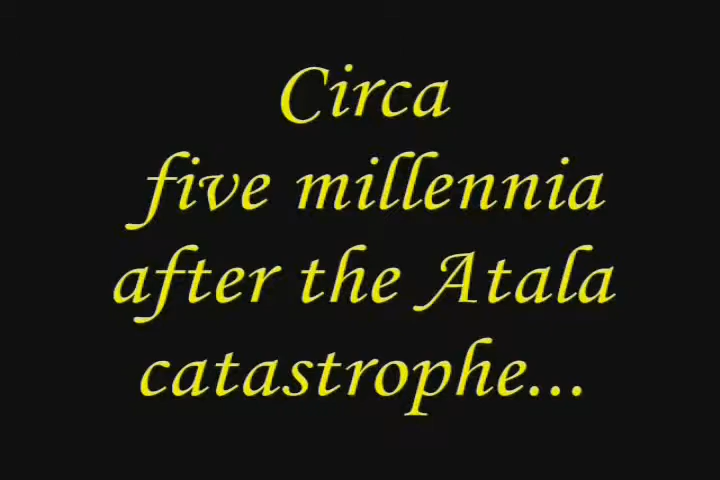 Circa
five millennia
after the Atala
catastrophe...